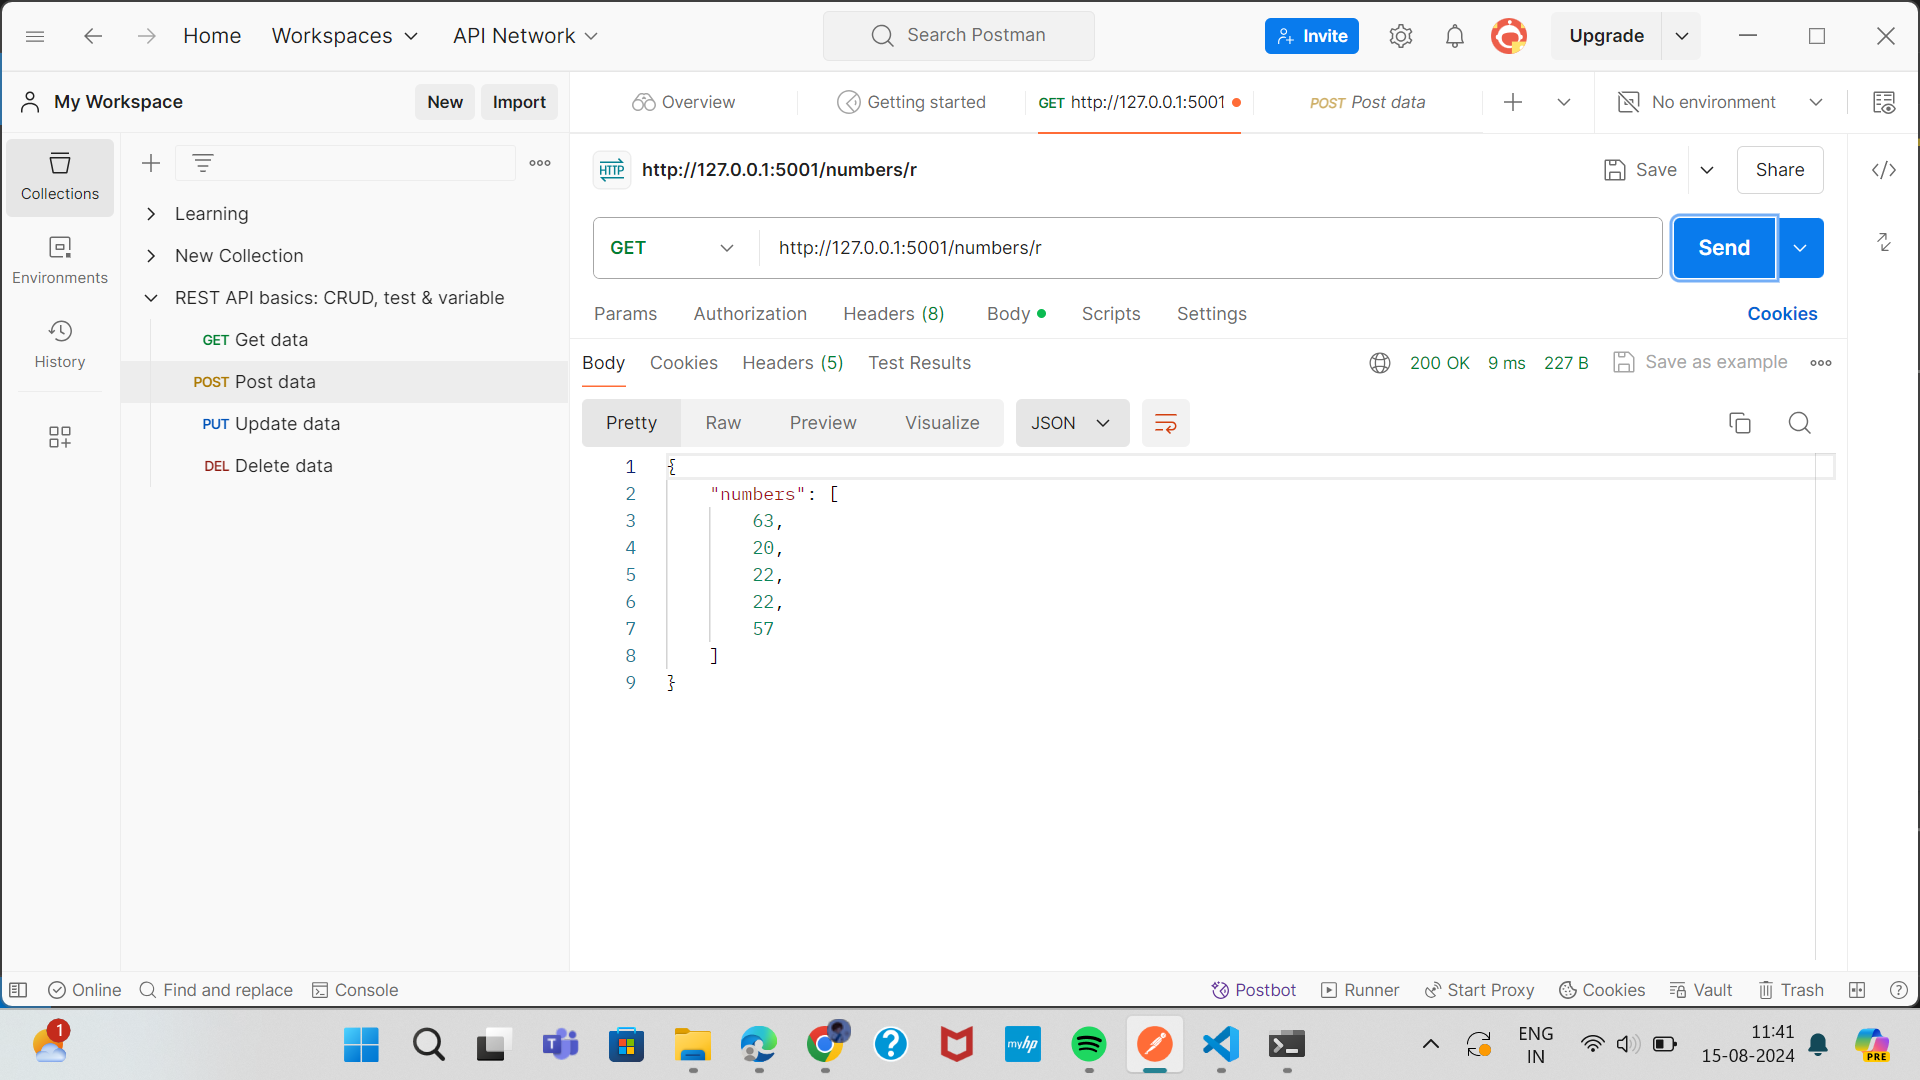 Home Workspaces API Network Search Postman Invite Upgrade
My Workspace New Import Overview Getting started GET http://127.0.0.1:5001 POST Post data No environment
Collections
Environments
History
Learning
New Collection
REST API basics: CRUD, test & variable
GET Get data
POST Post data
PUT Update data
DEL Delete data
HTTP http://127.0.0.1:5001/numbers/r Save Share
GET http://127.0.0.1:5001/numbers/r Send
Params Authorization Headers (8) Body Scripts Settings Cookies
Body Cookies Headers (5) Test Results 200 OK 9 ms 227 B Save as example
Pretty Raw Preview Visualize JSON
1 {
2 "numbers": [
3 63,
4 20,
5 22,
6 22,
7 57
8 ]
9 }
Online Find and replace Console Postbot Runner Start Proxy Cookies Vault Trash
1 myhp ENG 11:41
IN 15-08-2024 PRE